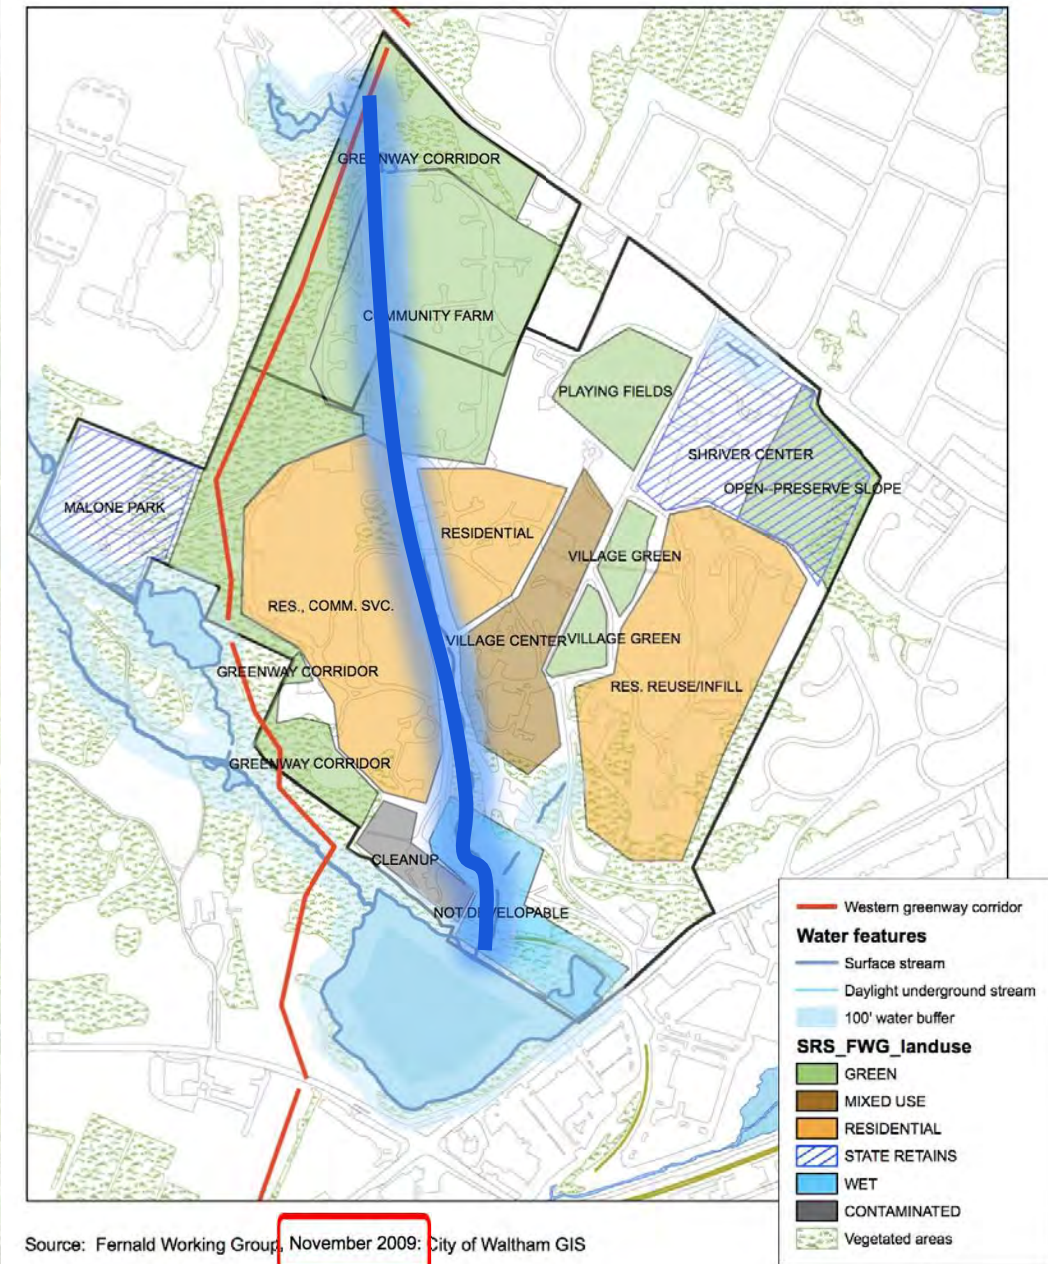 GREENWAY CORRIDOR
COMMUNITY FARM
PLAYING FIELDS
SHRIVER CENTER
OPEN--PRESERVE SLOPE
MALONE PARK
RESIDENTIAL
VILLAGE GREEN
RES., COMM. SVC.
VILLAGE CENTER
VILLAGE GREEN
GREENWAY CORRIDOR
RES. REUSE/INFILL
GREENWAY CORRIDOR
CLEANUP
NOT DEVELOPABLE
Western greenway corridor
Water features
Surface stream
Daylight underground stream
100' water buffer
SRS_FWG_landuse
GREEN
MIXED USE
RESIDENTIAL
STATE RETAINS
WET
CONTAMINATED
Vegetated areas
Source: Fernald Working Group, November 2009: City of Waltham GIS